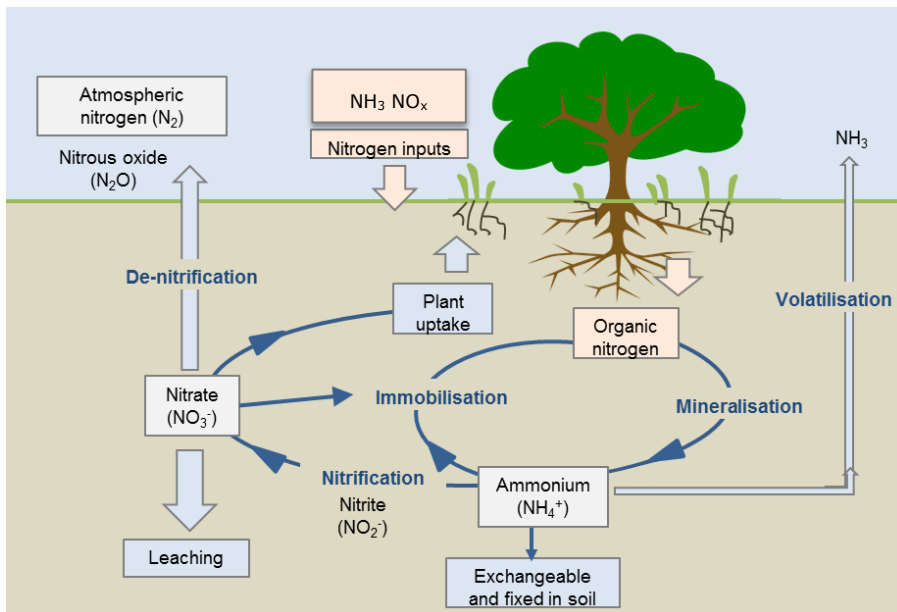 Atmospheric
nitrogen (N₂)
Nitrous oxide
(N₂O)
NH₃ NOₓ
Nitrogen inputs
NH₃
De-nitrification
Volatilisation
Plant
uptake
Organic
nitrogen
Nitrate
(NO₃⁻)
Immobilisation
Mineralisation
Nitrification
Nitrite
(NO₂⁻)
Ammonium
(NH₄⁺)
Leaching
Exchangeable
and fixed in soil